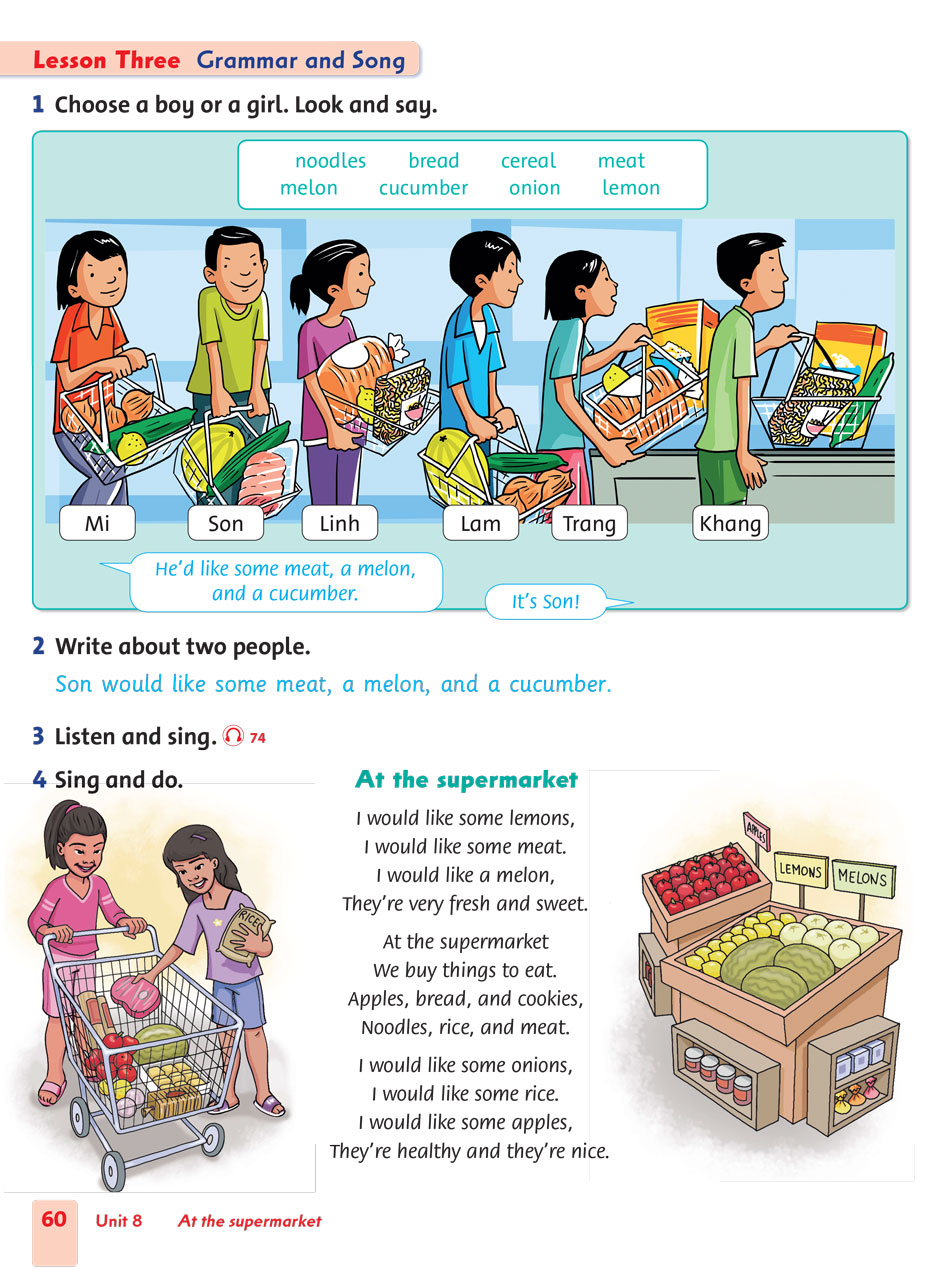 Lesson Three Grammar and Song
1 Choose a boy or a girl. Look and say.
noodles bread cereal meat
melon cucumber onion lemon
Mi Son Linh Lam Trang Khang
He'd like some meat, a melon,
and a cucumber.
It's Son!
2 Write about two people.
Son would like some meat, a melon, and a cucumber.
3 Listen and sing. 74
4 Sing and do.
At the supermarket
I would like some lemons,
I would like some meat.
I would like a melon,
They're very fresh and sweet.
At the supermarket
We buy things to eat.
Apples, bread, and cookies,
Noodles, rice, and meat.
I would like some onions,
I would like some rice.
I would like some apples,
They're healthy and they're nice.
RICE
APPLES
LEMONS
MELONS
60 Unit 8 At the supermarket